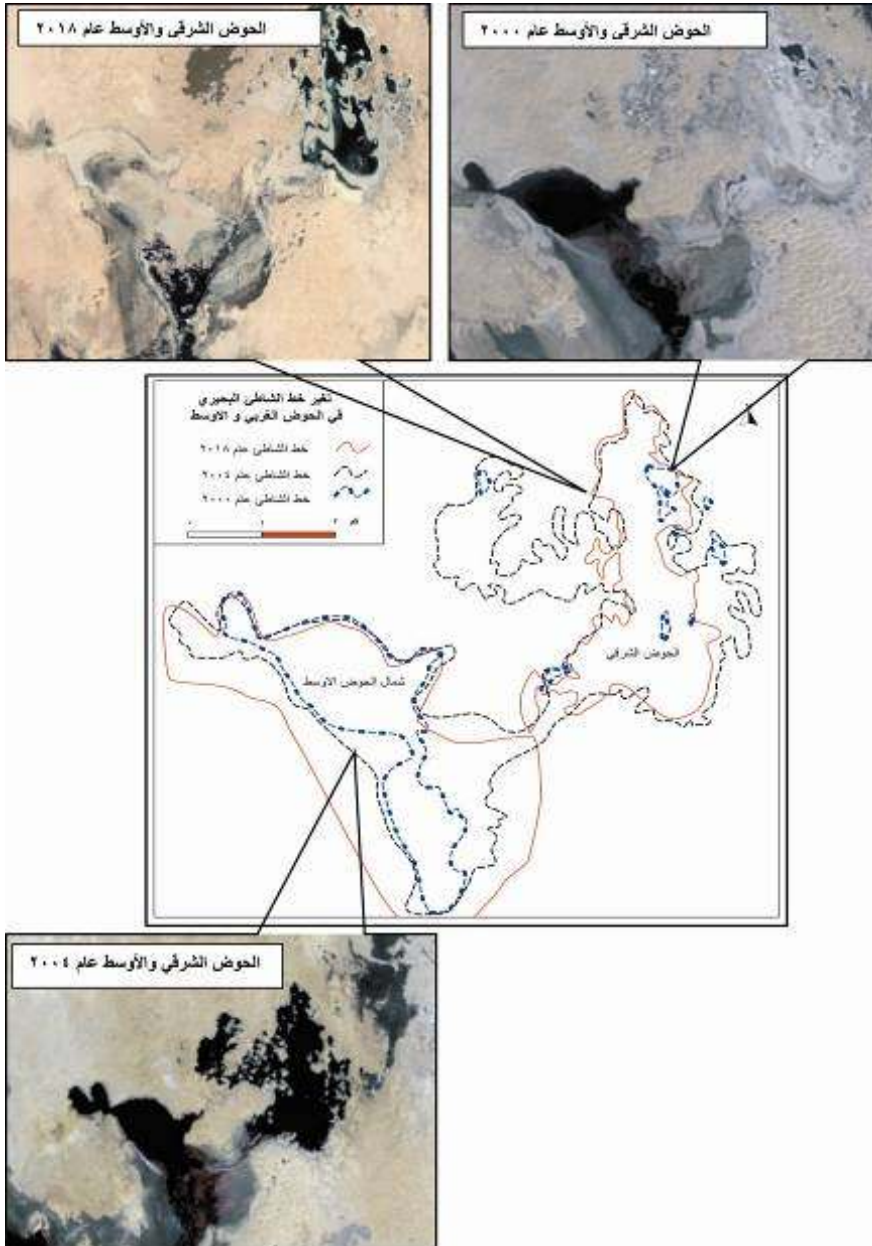 الحوض الشرقي والأوسط عام ٢٠٠٠
الحوض الشرقي والأوسط عام ٢٠١٨
تغير خط الشاطئ البحيري
في الحوض الغربي و الاوسط
خط الشاطئ عام ٢٠١٨
خط الشاطئ عام ٢٠٠٤
خط الشاطئ عام ٢٠٠٠
الحوض الشرقي
شمال الحوض الاوسط
الحوض الشرقي والأوسط عام ٢٠٠٤